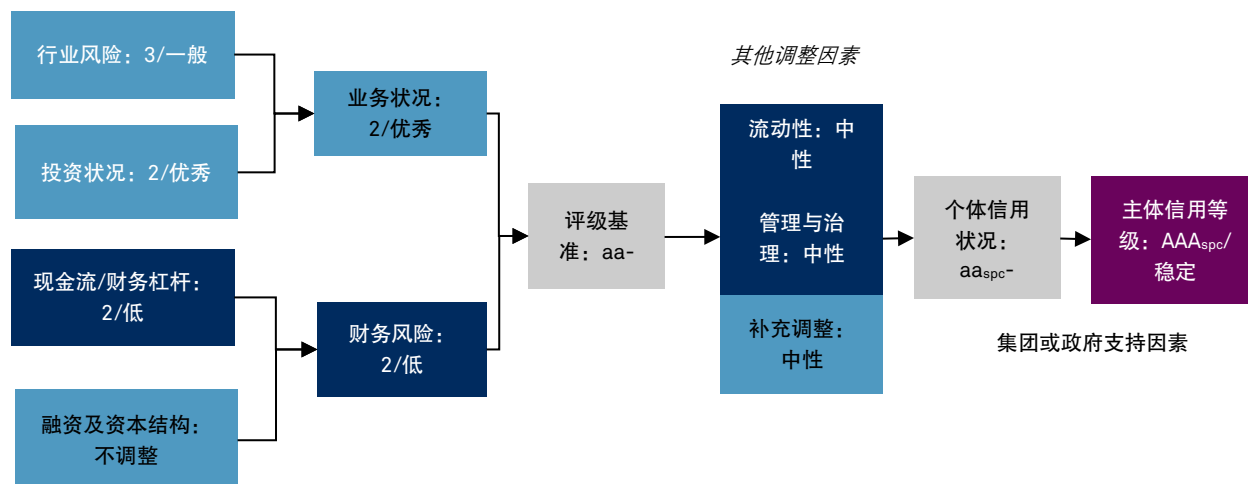 行业风险：3/一般
投资状况：2/优秀
业务状况：
2/优秀
现金流/财务杠杆：
2/低
融资及资本结构：
不调整
财务风险：
2/低
评级基
准：aa-
其他调整因素
流动性：中
性
管理与治
理：中性
补充调整：
中性
个体信用
状况：
aaspc-
主体信用等
级：AAAspc/
稳定
集团或政府支持因素